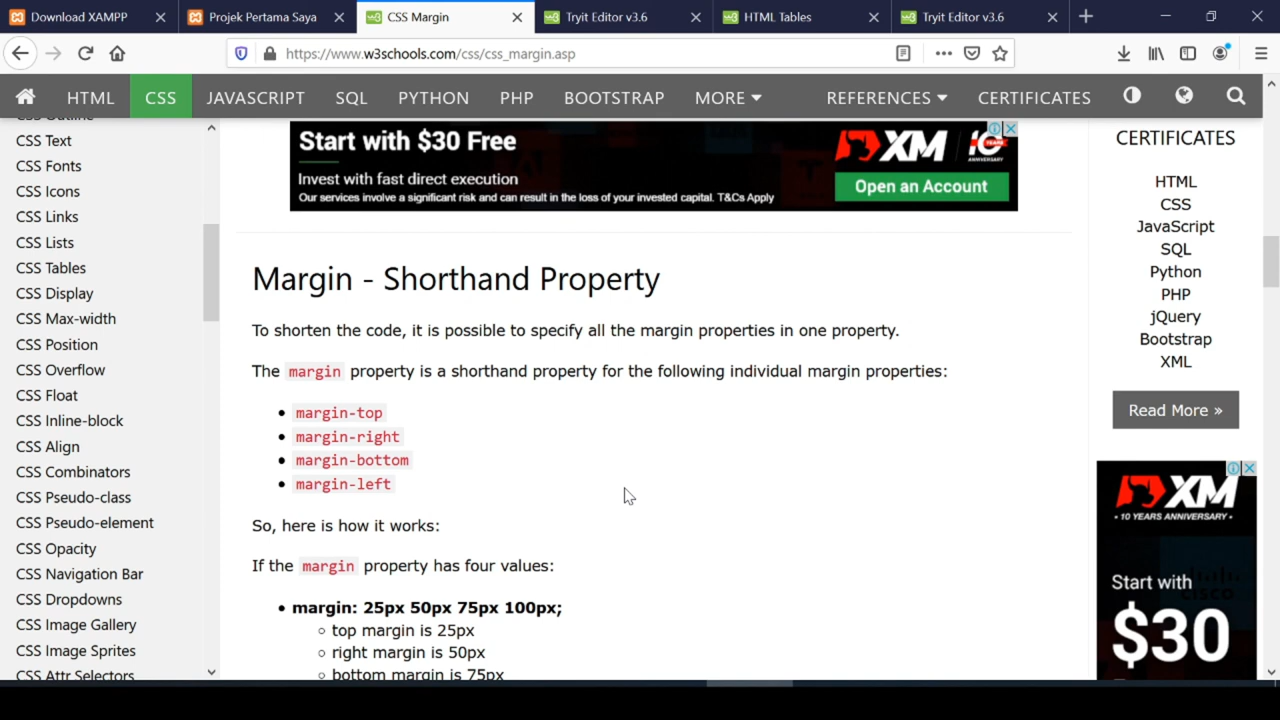 Download XAMPP
Projek Pertama Saya
CSS Margin
Tryit Editor v3.6
HTML Tables
Tryit Editor v3.6
https://www.w3schools.com/css/css_margin.asp
HTML
CSS
JAVASCRIPT
SQL
PYTHON
PHP
BOOTSTRAP
MORE
REFERENCES
CERTIFICATES
CSS Outline
CSS Text
CSS Fonts
CSS Icons
CSS Links
CSS Lists
CSS Tables
CSS Display
CSS Max-width
CSS Position
CSS Overflow
CSS Float
CSS Inline-block
CSS Align
CSS Combinators
CSS Pseudo-class
CSS Pseudo-element
CSS Opacity
CSS Navigation Bar
CSS Dropdowns
CSS Image Gallery
CSS Image Sprites
CSS Attr Selectors
Start with $30 Free
Invest with fast direct execution
Our services involve a significant risk and can result in the loss of your invested capital. T&Cs Apply
XM
10
ANNIVERSARY
Open an Account
Margin - Shorthand Property
To shorten the code, it is possible to specify all the margin properties in one property.
The margin property is a shorthand property for the following individual margin properties:
• margin-top
• margin-right
• margin-bottom
• margin-left
So, here is how it works:
If the margin property has four values:
• margin: 25px 50px 75px 100px;
○ top margin is 25px
○ right margin is 50px
○ bottom margin is 75px
CERTIFICATES
HTML
CSS
JavaScript
SQL
Python
PHP
jQuery
Bootstrap
XML
Read More »
XM
• 10 YEARS ANNIVERSARY •
Start with
$30